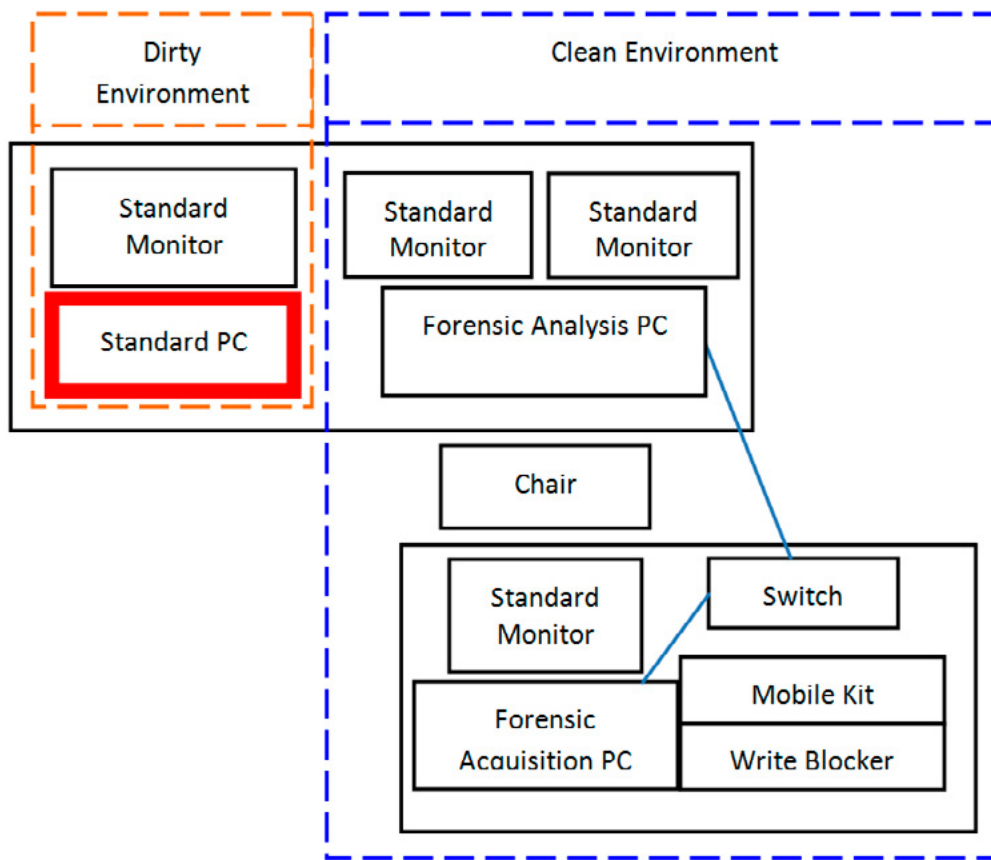 Dirty
Environment
Clean Environment
Standard
Monitor
Standard
Monitor
Standard
Monitor
Standard PC
Forensic Analysis PC
Chair
Standard
Monitor
Switch
Forensic
Acquisition PC
Mobile Kit
Write Blocker